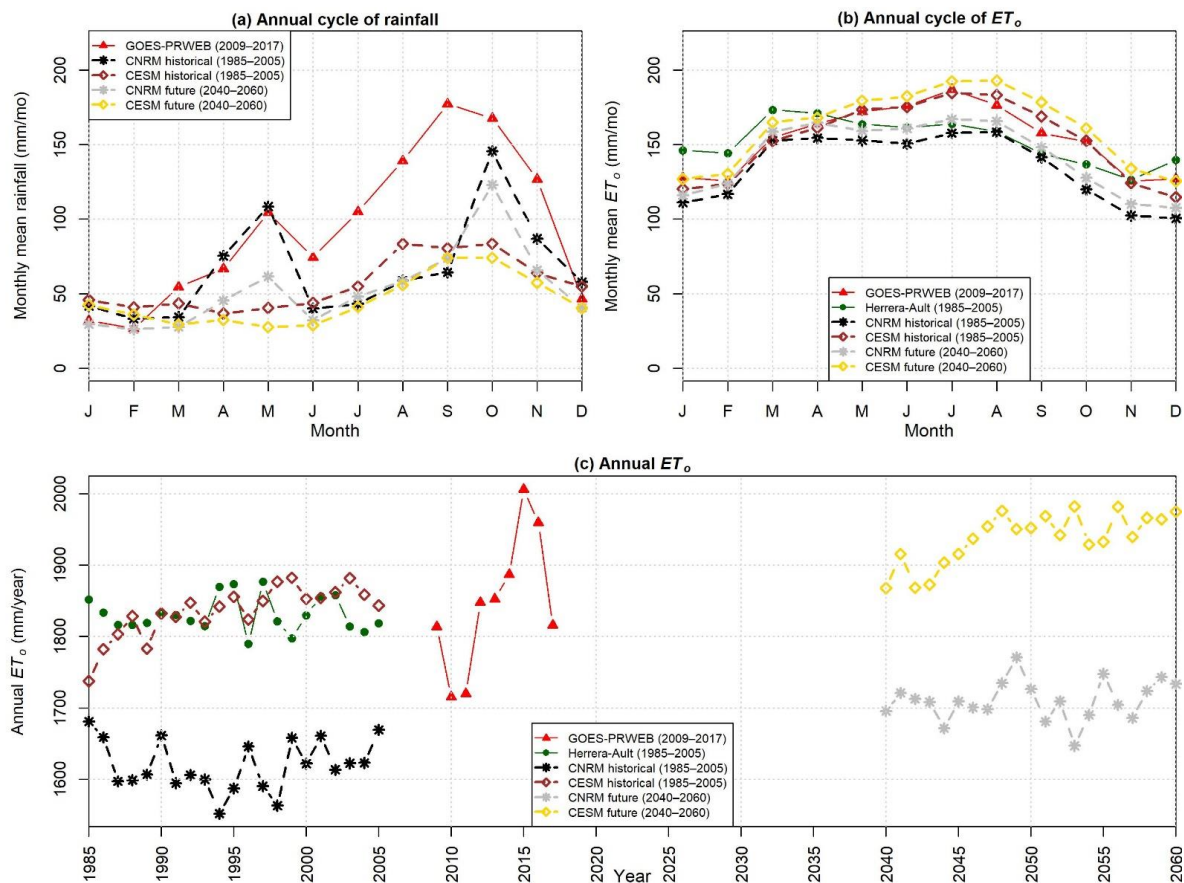 (a) Annual cycle of rainfall
GOES-PRWEB (2009–2017)
CNRM historical (1985–2005)
CESM historical (1985–2005)
CNRM future (2040–2060)
CESM future (2040–2060)
Monthly mean rainfall (mm/mo)
200
150
100
50
0
J F M A M J J A S O N D
Month
(b) Annual cycle of ETo
Monthly mean ETo (mm/mo)
200
150
100
50
0
GOES-PRWEB (2009–2017)
Herrera-Ault (1985–2005)
CNRM historical (1985–2005)
CESM historical (1985–2005)
CNRM future (2040–2060)
CESM future (2040–2060)
J F M A M J J A S O N D
Month
(c) Annual ETo
Annual ETo (mm/year)
2000
1900
1800
1700
1600
GOES-PRWEB (2009–2017)
Herrera-Ault (1985–2005)
CNRM historical (1985–2005)
CESM historical (1985–2005)
CNRM future (2040–2060)
CESM future (2040–2060)
1985 1990 1995 2000 2005 2010 2015 2020 2025 2030 2035 2040 2045 2050 2055 2060
Year